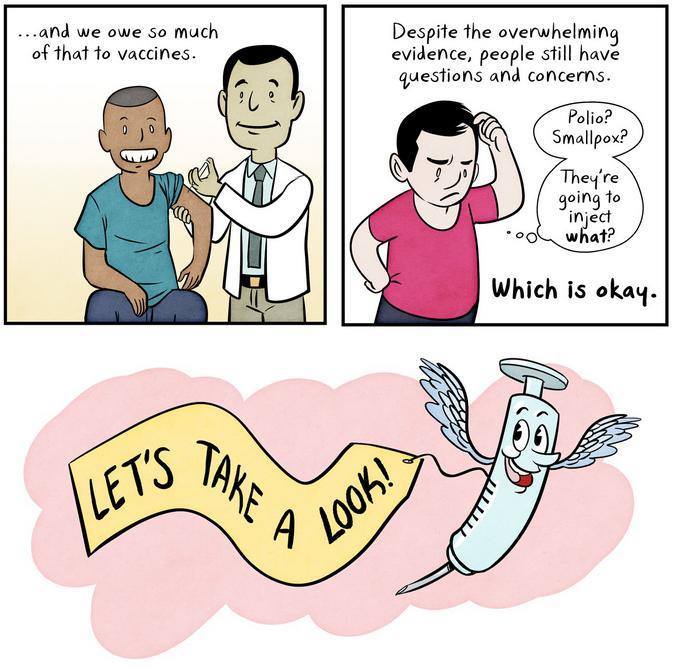 ...and we owe so much
of that to vaccines.
Despite the overwhelming
evidence, people still have
questions and concerns.
Polio?
Smallpox?
They're
going to
inject
what?
Which is okay.
LET'S TAKE A LOOK!